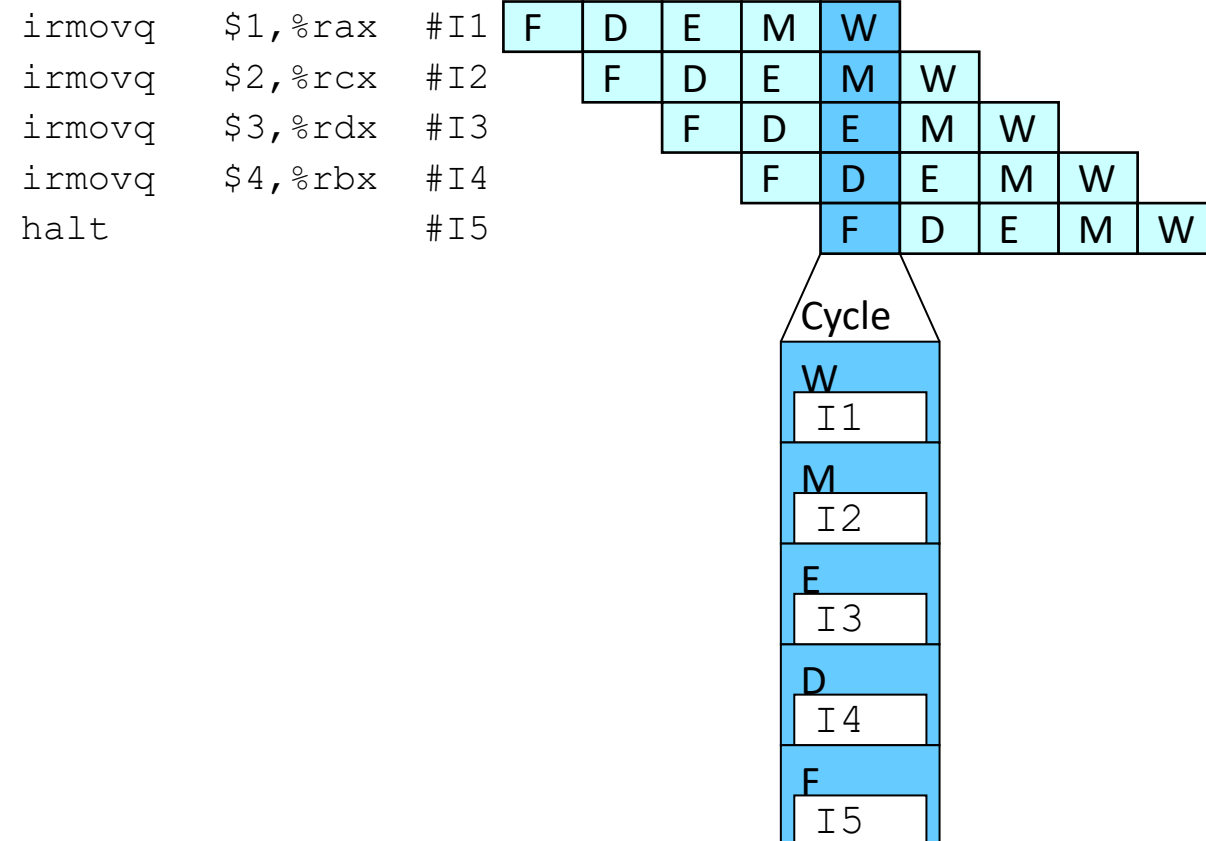 irmovq $1,%rax #I1 F D E M W
irmovq $2,%rcx #I2 F D E M W
irmovq $3,%rdx #I3 F D E M W
irmovq $4,%rbx #I4 F D E M W
halt #I5 F D E M W
Cycle
W
I1
M
I2
E
I3
D
I4
F
I5